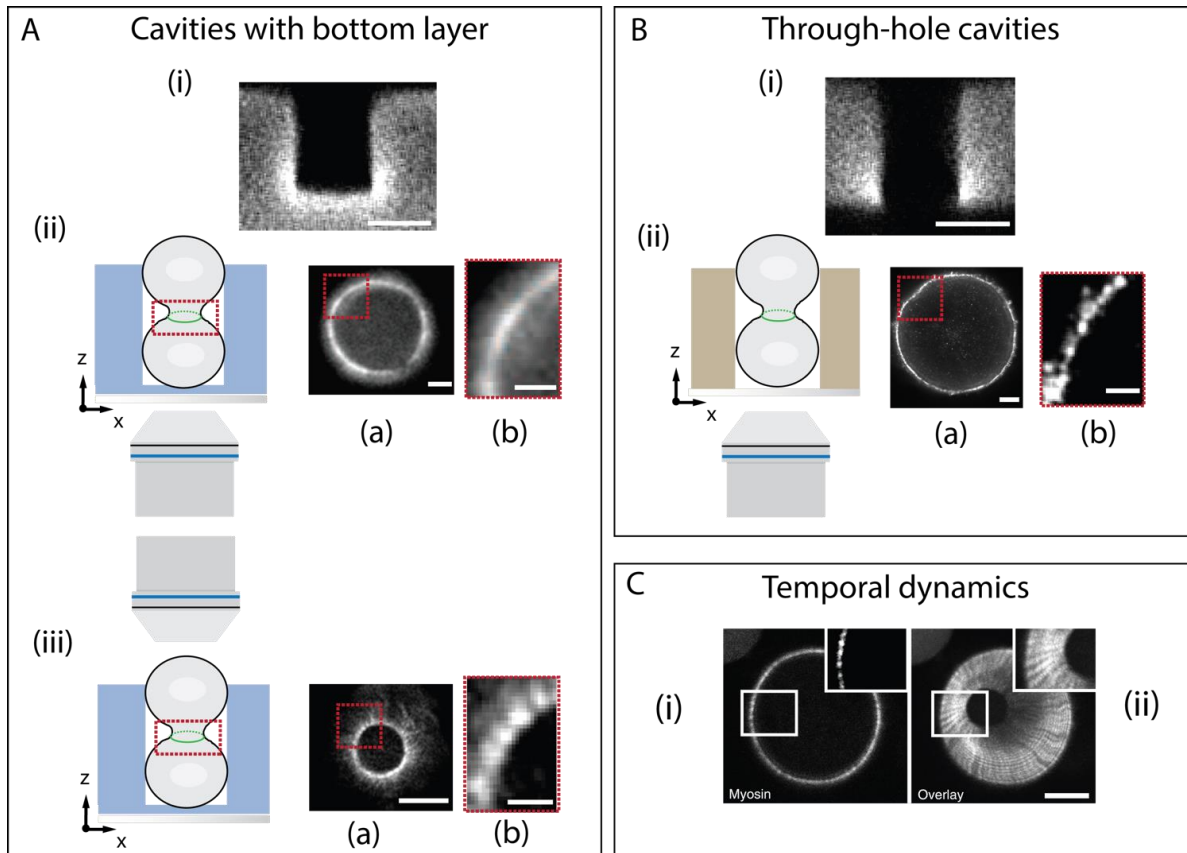 A
Cavities with bottom layer
(i)
(ii)
z
x
(a)
(b)
(iii)
z
x
(a)
(b)
B
Through-hole cavities
(i)
(ii)
z
x
(a)
(b)
C
Temporal dynamics
(i)
Myosin
Overlay
(ii)